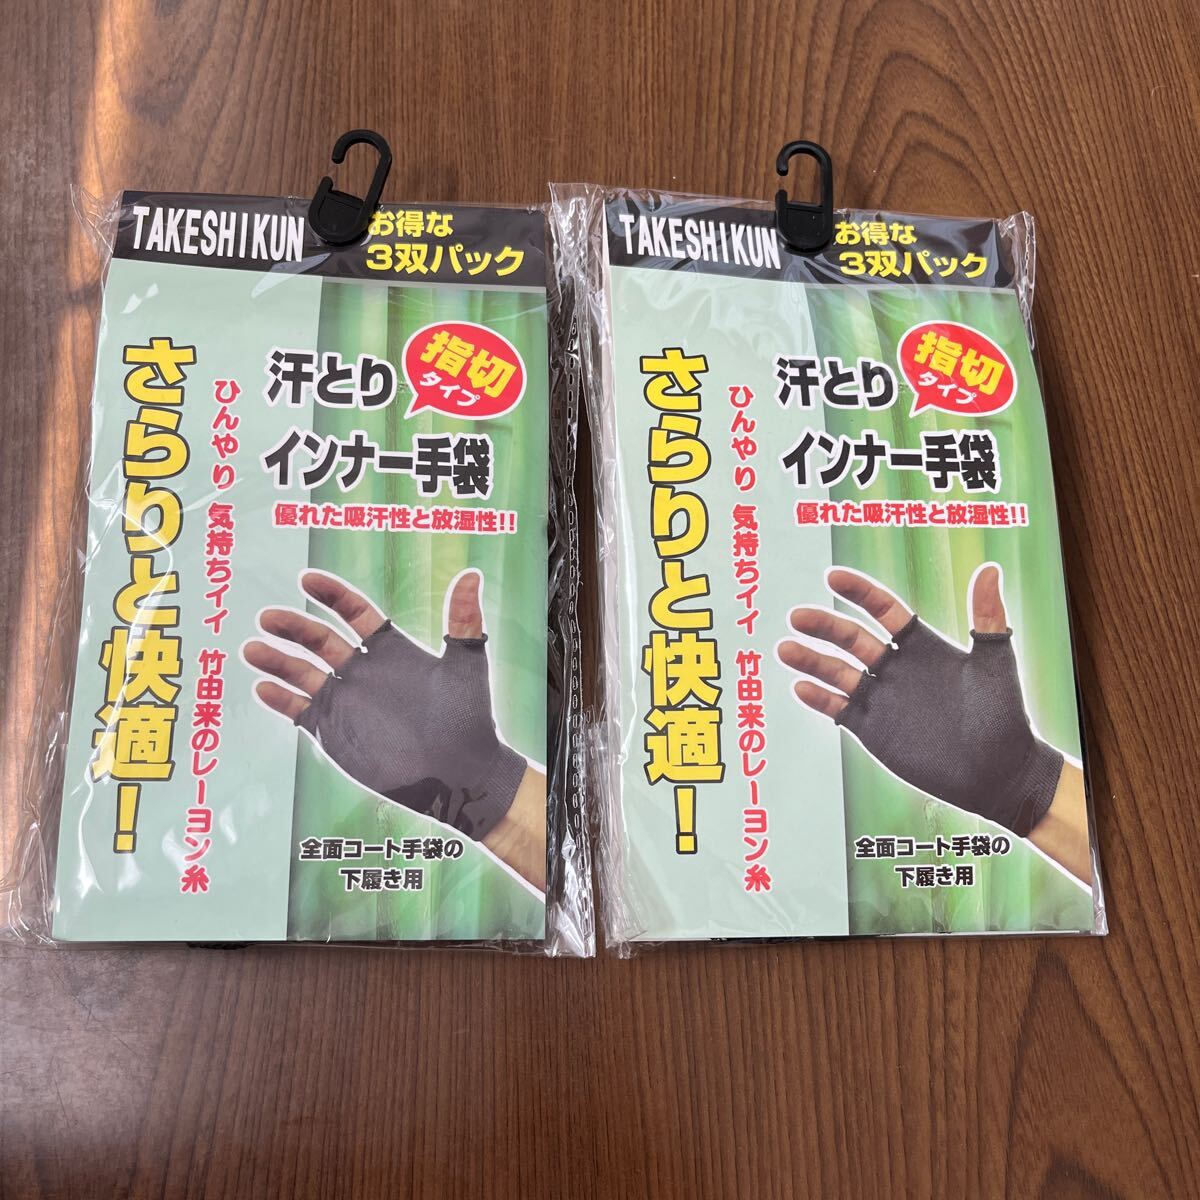 TAKESHIKUN
お得な
3双パック
汗とり
指切
タイプ
インナー手袋
優れた吸汗性と放湿性!!
さらりと快適!
ひんやり 気持ちイイ 竹由来のレーヨン糸
全面コート手袋の
下履き用
TAKESHIKUN
お得な
3双パック
汗とり
指切
タイプ
インナー手袋
優れた吸汗性と放湿性!!
さらりと快適!
ひんやり 気持ちイイ 竹由来のレーヨン糸
全面コート手袋の
下履き用